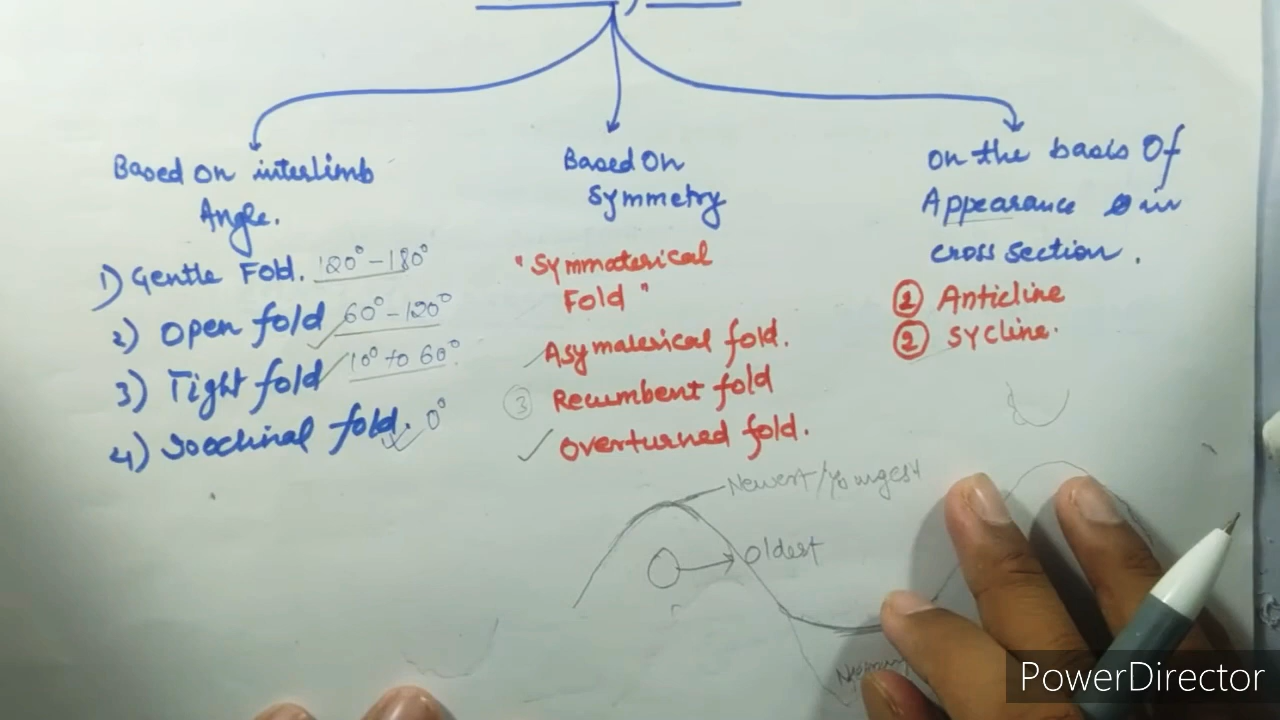 Based On interlimb
Angle.
1) Gentle Fold. 120° - 180°
2) Open fold 60° - 120°
3) Tight fold 10° to 60°
4) Isoclinal fold. 0°
Based On
Symmetry
"Symmaterical
Fold"
Asymaterical fold.
3 Recumbent fold
Overturned fold.
On the basis Of
Appearance in
cross section.
1 Anticline
2 Sycline.
Newest/Youngest
Oldest
PowerDirector